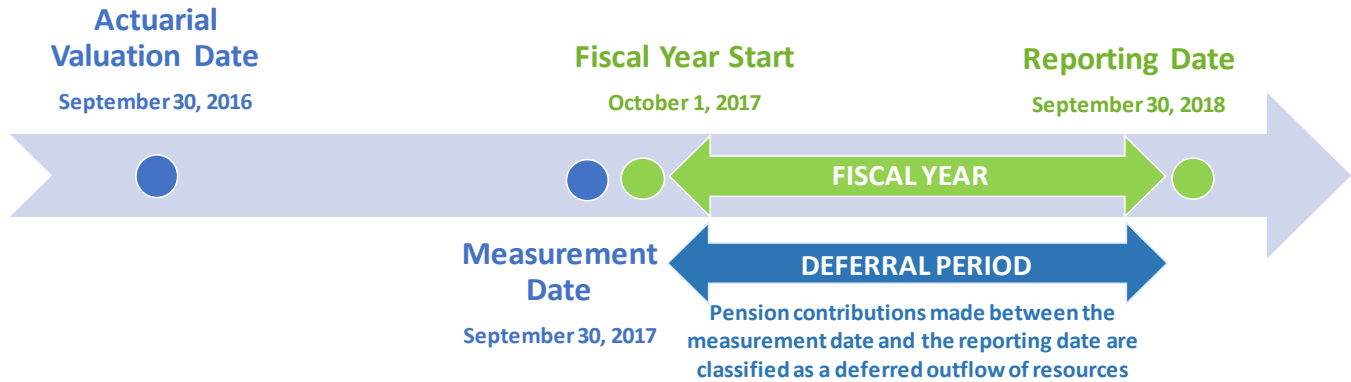 Actuarial
Valuation Date
September 30, 2016
Fiscal Year Start
October 1, 2017
Reporting Date
September 30, 2018
FISCAL YEAR
Measurement
Date
September 30, 2017
DEFERRAL PERIOD
Pension contributions made between the
measurement date and the reporting date are
classified as a deferred outflow of resources